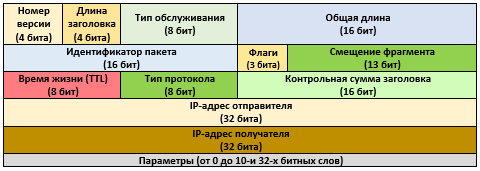 Номер версии (4 бита)
Длина заголовка (4 бита)
Тип обслуживания (8 бит)
Общая длина (16 бит)
Идентификатор пакета (16 бит)
Флаги (3 бита)
Смещение фрагмента (13 бит)
Время жизни (TTL) (8 бит)
Тип протокола (8 бит)
Контрольная сумма заголовка (16 бит)
IP-адрес отправителя (32 бита)
IP-адрес получателя (32 бита)
Параметры (от 0 до 10-и 32-х битных слов)